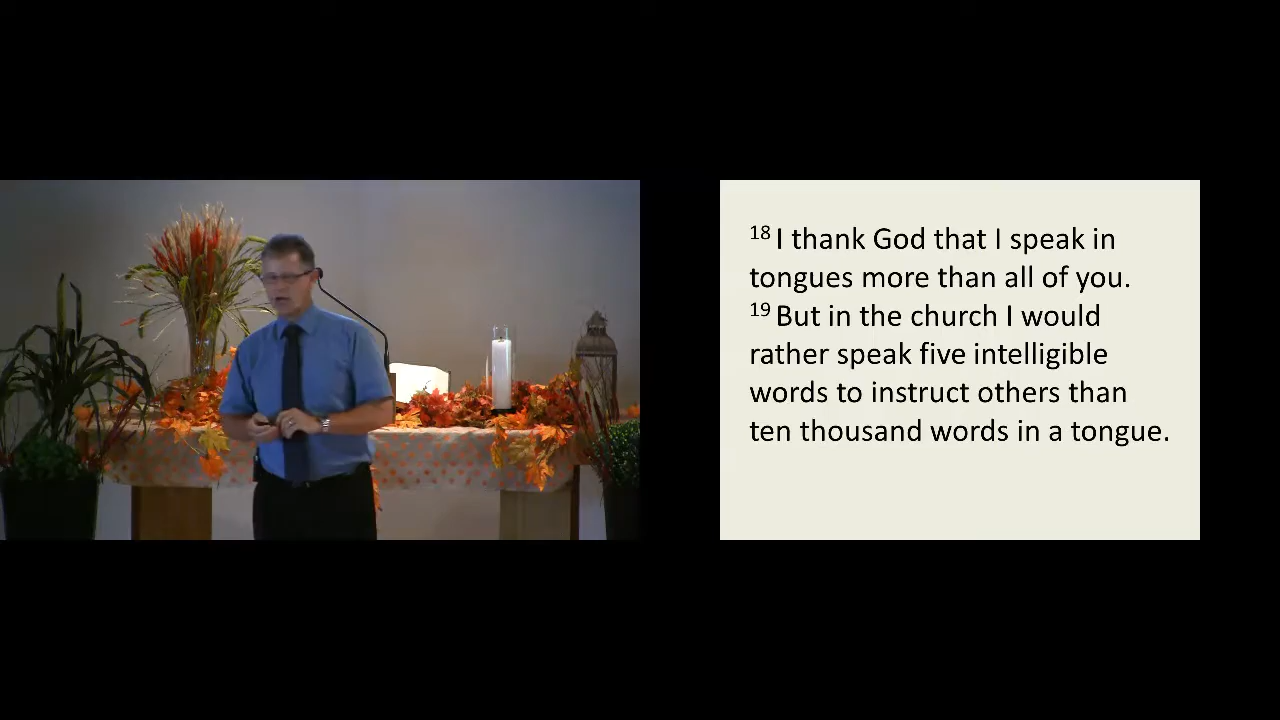 18 I thank God that I speak in
tongues more than all of you.
19 But in the church I would
rather speak five intelligible
words to instruct others than
ten thousand words in a tongue.